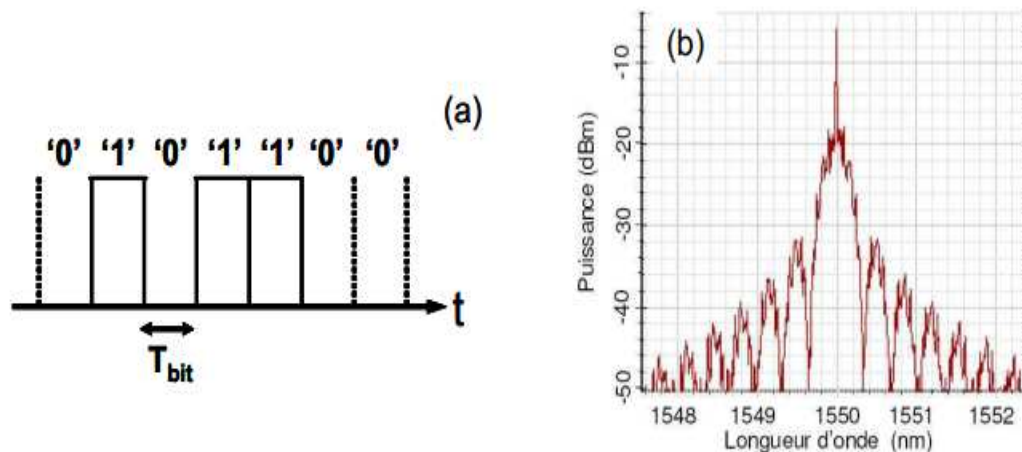 (a)
‘0’ ‘1’ ‘0’ ‘1’ ‘1’ ‘0’ ‘0’
t
Tbit
(b)
Puissance (dBm)
-10
-20
-30
-40
-50
1548 1549 1550 1551 1552
Longueur d'onde (nm)